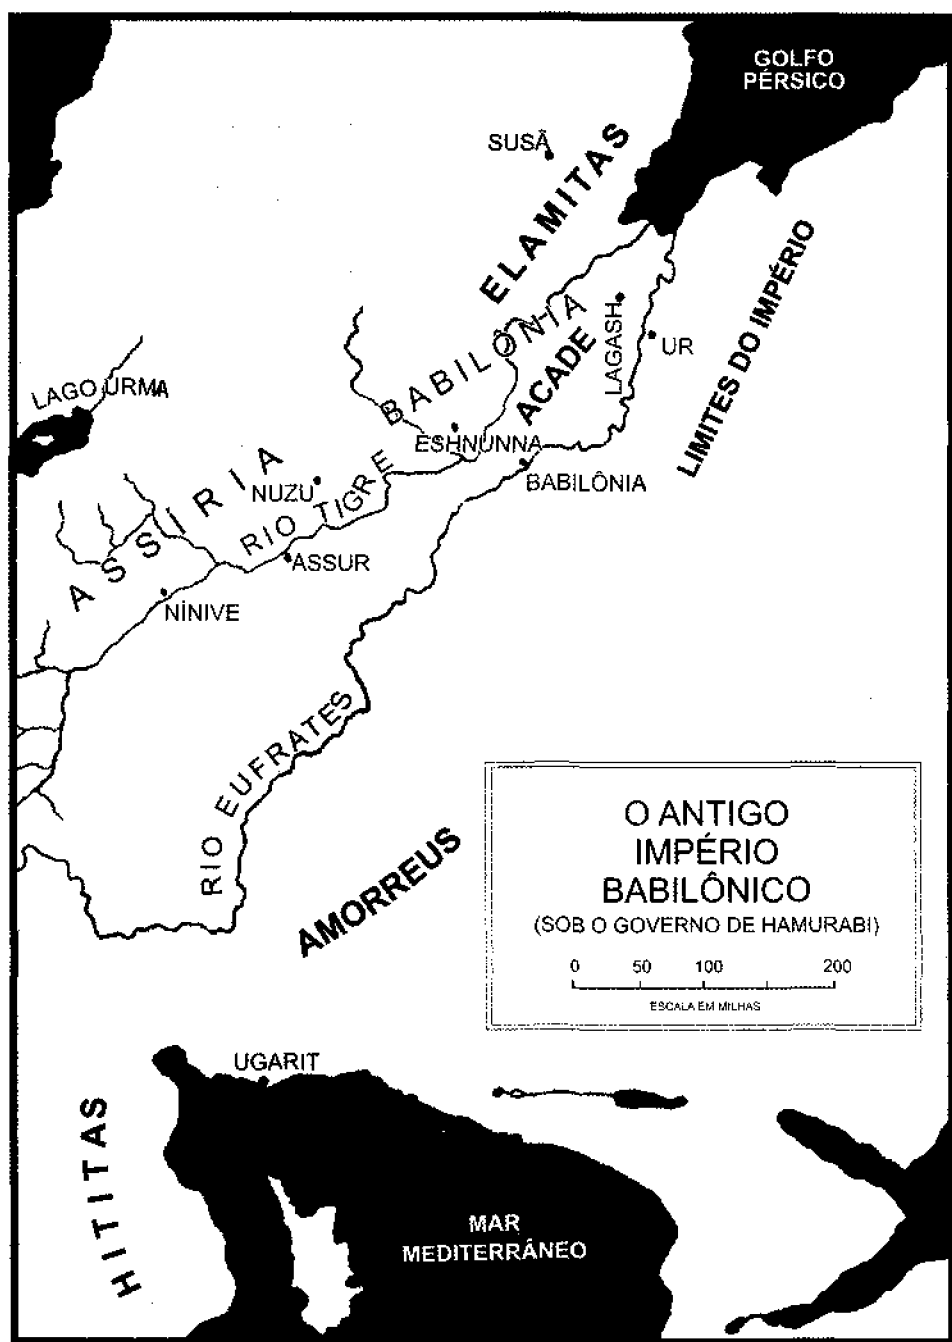 GOLFO
PÉRSICO
SUSÃ
ELAMITAS
LIMITES DO IMPÉRIO
BABILÔNIA
ACADE
LAGASH
UR
LAGO URMA
ESHNUNNA
BABILÔNIA
ASSIRIA
NUZU
RIO TIGRE
ASSUR
NÍNIVE
RIO EUFRATES
AMORREUS
O ANTIGO
IMPÉRIO
BABILÔNICO
(SOB O GOVERNO DE HAMURABI)
0 50 100 200
ESCALA EM MILHAS
UGARIT
HITITAS
MAR
MEDITERRÂNEO